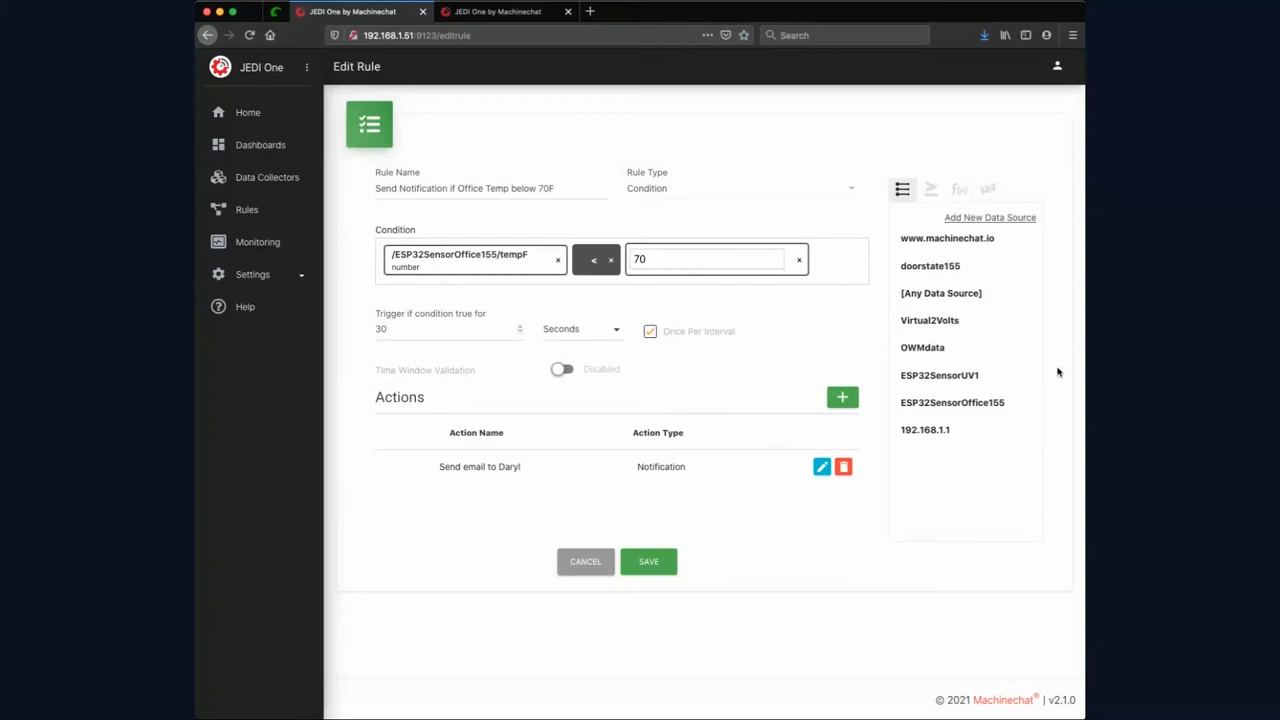 JEDI One by Machinechat
JEDI One by Machinechat
192.168.1.51:9123/editrule
Search
JEDI One
Edit Rule
Home
Dashboards
Data Collectors
Rules
Monitoring
Settings
Help
Rule Name
Send Notification if Office Temp below 70F
Rule Type
Condition
Condition
/ESP32SensorOffice155/tempF
number
×
< ×
70
×
Trigger if condition true for
30
Seconds
Once Per Interval
Time Window Validation
Disabled
Actions
+
Action Name
Action Type
Send email to Daryl
Notification
CANCEL
SAVE
f(x)
Add New Data Source
www.machinechat.io
doorstate155
[Any Data Source]
Virtual2Volts
OWMdata
ESP32SensorUV1
ESP32SensorOffice155
192.168.1.1
© 2021 Machinechat® | v2.1.0